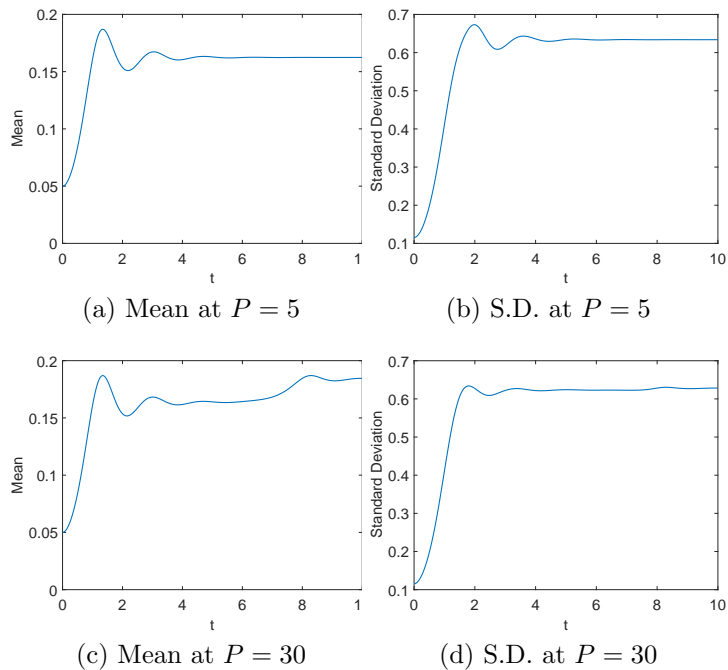 0.2
0.15
0.1
0.05
0
Mean
0 2 4 6 8 1
t
(a) Mean at P = 5
0.7
0.6
0.5
0.4
0.3
0.2
0.1
Standard Deviation
0 2 4 6 8 10
t
(b) S.D. at P = 5
0.2
0.15
0.1
0.05
0
Mean
0 2 4 6 8 1
t
(c) Mean at P = 30
0.7
0.6
0.5
0.4
0.3
0.2
0.1
Standard Deviation
0 2 4 6 8 10
t
(d) S.D. at P = 30